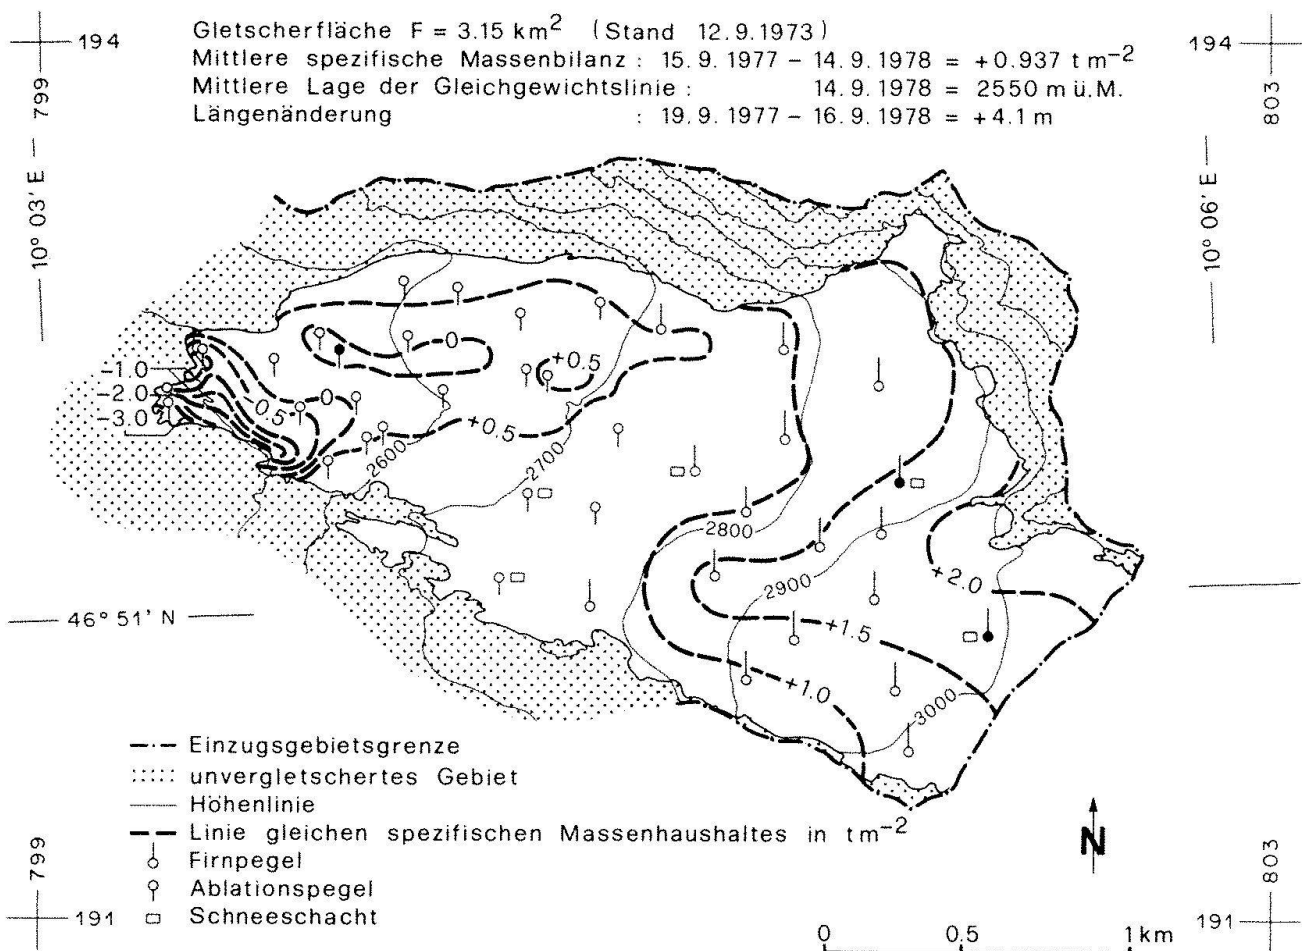 Gletscherfläche F = 3.15 km² (Stand 12.9.1973)
Mittlere spezifische Massenbilanz : 15.9.1977 – 14.9.1978 = +0.937 t m⁻²
Mittlere Lage der Gleichgewichtslinie : 14.9.1978 = 2550 m ü.M.
Längenänderung : 19.9.1977 – 16.9.1978 = +4.1 m
194
194
799
803
10° 03' E
10° 06' E
-1.0
-2.0
-3.0
-0.5
0
0
+0.5
+0.5
2600
2700
2800
2900
+2.0
+1.5
+1.0
3000
46° 51' N
Einzugsgebietsgrenze
unvergletschertes Gebiet
Höhenlinie
Linie gleichen spezifischen Massenhaushaltes in t m⁻²
Firnpegel
Ablationspegel
Schneeschacht
N
799
803
191
191
0 0.5 1km